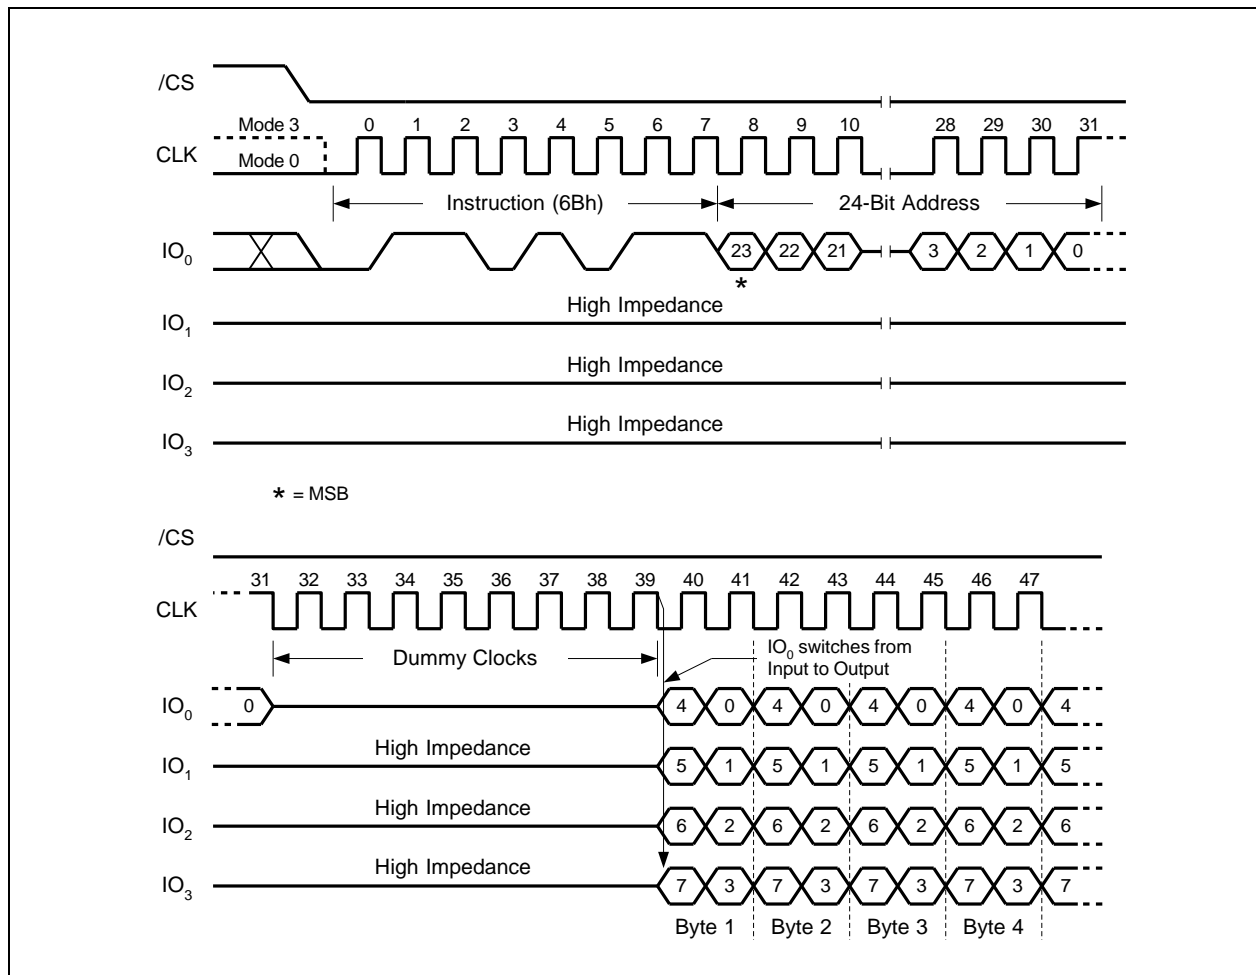 /CS
Mode 3 0 1 2 3 4 5 6 7 8 9 10 28 29 30 31
CLK
Mode 0
Instruction (6Bh) 24-Bit Address
IO0 23 22 21 3 2 1 0
*
High Impedance
IO1
High Impedance
IO2
High Impedance
IO3
* = MSB
/CS
31 32 33 34 35 36 37 38 39 40 41 42 43 44 45 46 47
CLK
Dummy Clocks
IO0 switches from
Input to Output
IO0 0 4 0 4 0 4 0 4 0 4
High Impedance
IO1 5 1 5 1 5 1 5 1 5
High Impedance
IO2 6 2 6 2 6 2 6 2 6
High Impedance
IO3 7 3 7 3 7 3 7 3 7
Byte 1 Byte 2 Byte 3 Byte 4